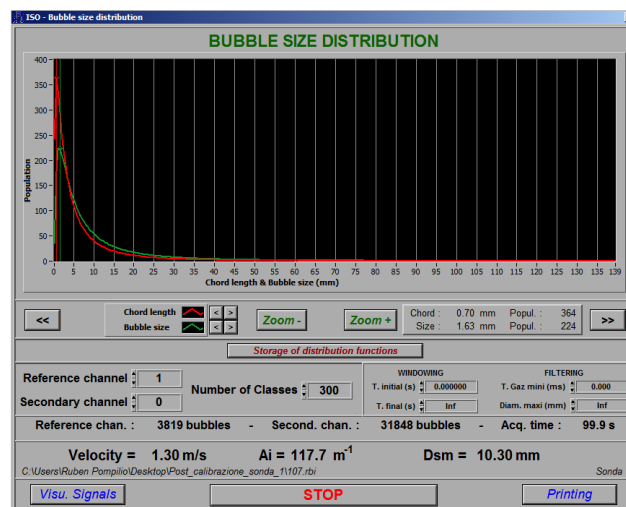 ISO - Bubble size distribution
BUBBLE SIZE DISTRIBUTION
400
350
300
250
200
150
100
50
0
Population
0 5 10 15 20 25 30 35 40 45 50 55 60 65 70 75 80 85 90 95 100 105 110 115 120 125 130 135 139
Chord length & Bubble size (mm)
<< Chord length < > Zoom - Zoom + Chord : 0.70 mm Popul. : 364 >>
Bubble size < > Size : 1.63 mm Popul. : 224
Storage of distribution functions
Reference channel 1
Secondary channel 0
Number of Classes 300
WINDOWING
T. initial (s) 0.000000
T. final (s) Inf
FILTERING
T. Gaz mini (ms) 0.000
Diam. maxi (mm) Inf
Reference chan. : 3819 bubbles - Second. chan. : 31848 bubbles - Acq. time : 99.9 s
Velocity = 1.30 m/s Ai = 117.7 m-1 Dsm = 10.30 mm
C:\Users\Ruben Pompilio\Desktop\Post_calibrazione_sonda_1\107.rbi Sonda
Visu. Signals STOP Printing